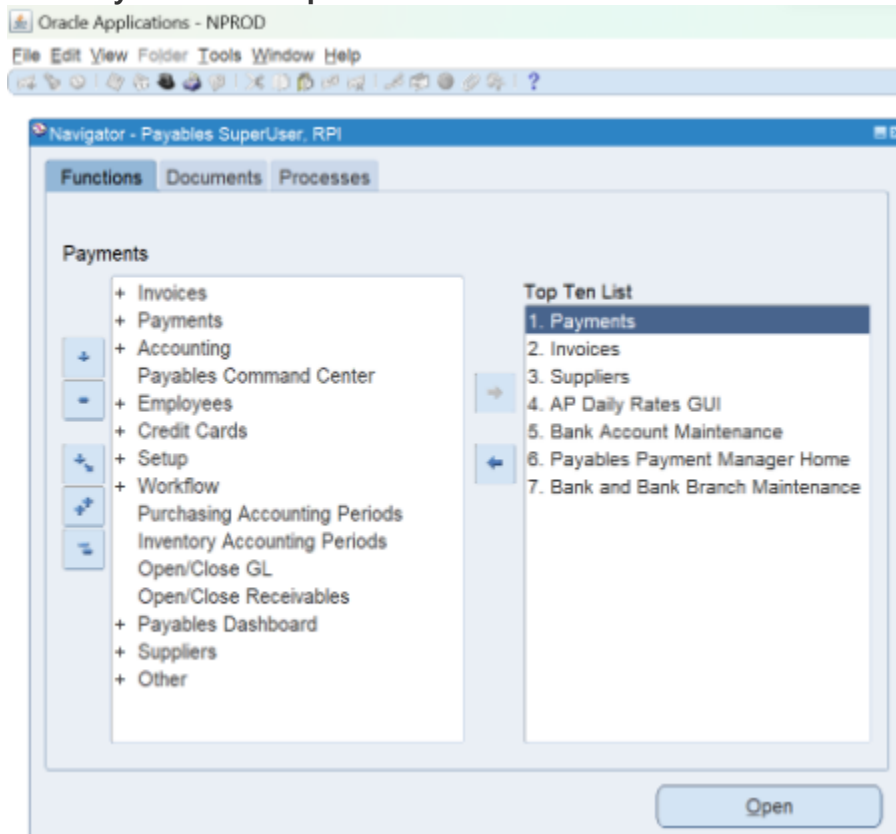 Oracle Applications - NPROD
File Edit View Folder Tools Window Help
Navigator - Payables SuperUser, RPI
Functions Documents Processes
Payments
+ Invoices
+ Payments
+ Accounting
Payables Command Center
+ Employees
+ Credit Cards
+ Setup
+ Workflow
Purchasing Accounting Periods
Inventory Accounting Periods
Open/Close GL
Open/Close Receivables
+ Payables Dashboard
+ Suppliers
+ Other
Top Ten List
1. Payments
2. Invoices
3. Suppliers
4. AP Daily Rates GUI
5. Bank Account Maintenance
6. Payables Payment Manager Home
7. Bank and Bank Branch Maintenance
Open